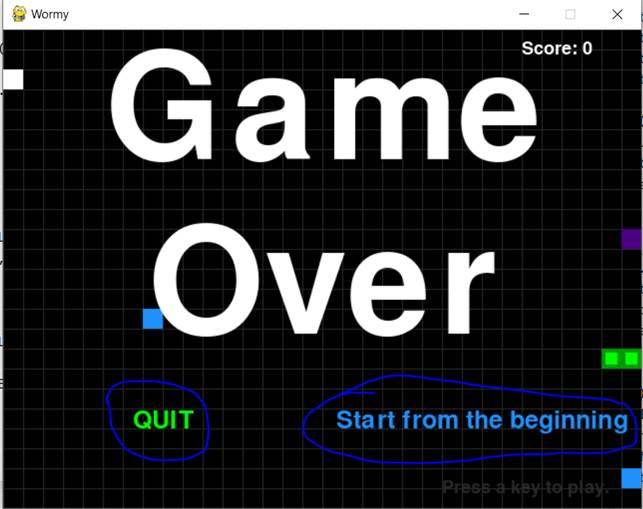 Wormy
Score: 0
Game
Over
QUIT
Start from the beginning
Press a key to play.